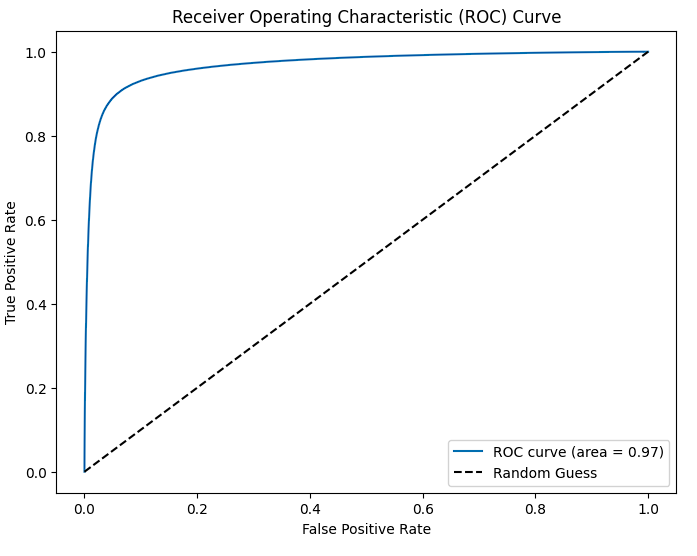 Receiver Operating Characteristic (ROC) Curve
1.0
0.8
0.6
0.4
0.2
0.0
True Positive Rate
ROC curve (area = 0.97)
Random Guess
0.0 0.2 0.4 0.6 0.8 1.0
False Positive Rate